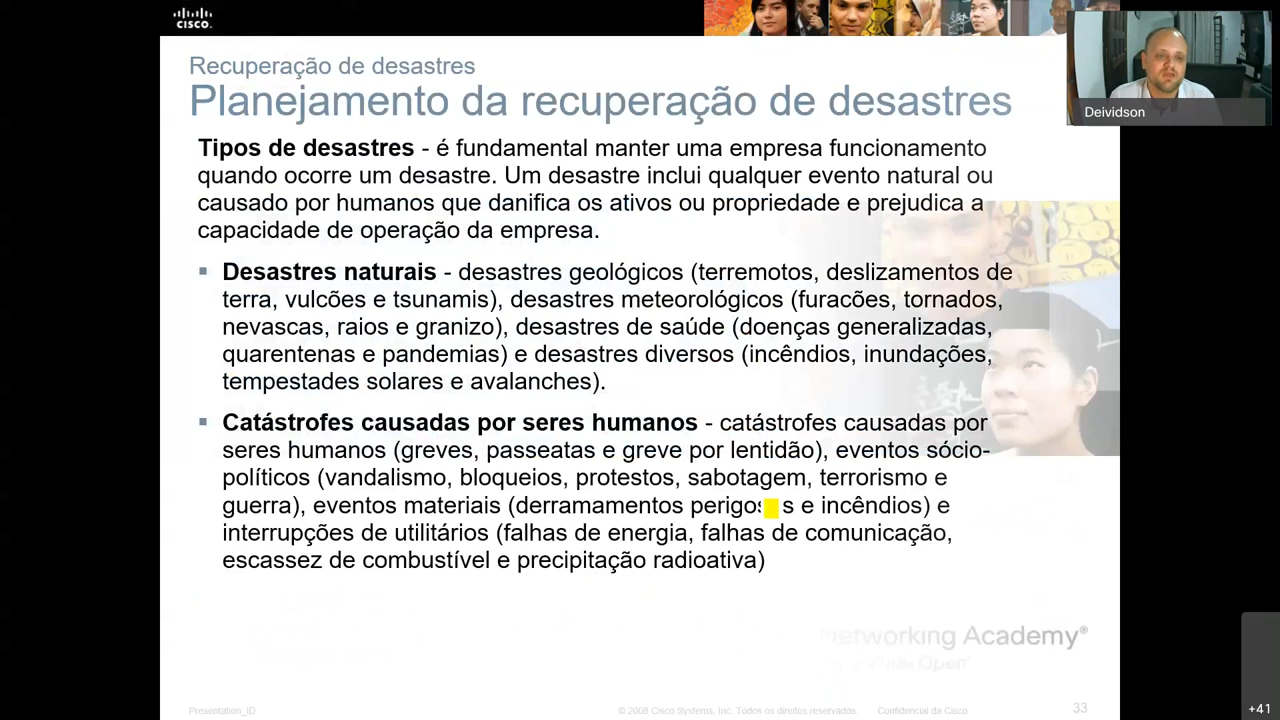 CISCO
Recuperação de desastres
Planejamento da recuperação de desastres
Deividson
Tipos de desastres - é fundamental manter uma empresa funcionamento
quando ocorre um desastre. Um desastre inclui qualquer evento natural ou
causado por humanos que danifica os ativos ou propriedade e prejudica a
capacidade de operação da empresa.
▪ Desastres naturais - desastres geológicos (terremotos, deslizamentos de
terra, vulcões e tsunamis), desastres meteorológicos (furacões, tornados,
nevascas, raios e granizo), desastres de saúde (doenças generalizadas,
quarentenas e pandemias) e desastres diversos (incêndios, inundações,
tempestades solares e avalanches).
▪ Catástrofes causadas por seres humanos - catástrofes causadas por
seres humanos (greves, passeatas e greve por lentidão), eventos sócio-
políticos (vandalismo, bloqueios, protestos, sabotagem, terrorismo e
guerra), eventos materiais (derramamentos e incêndios) e
interrupções de utilitários (falhas de energia, falhas de comunicação,
escassez de combustível e precipitação radioativa)
Academy®
Presentation_ID
© 2008 Cisco Systems, Inc. Todos os direitos reservados.
Confidencial da Cisco
33
+41